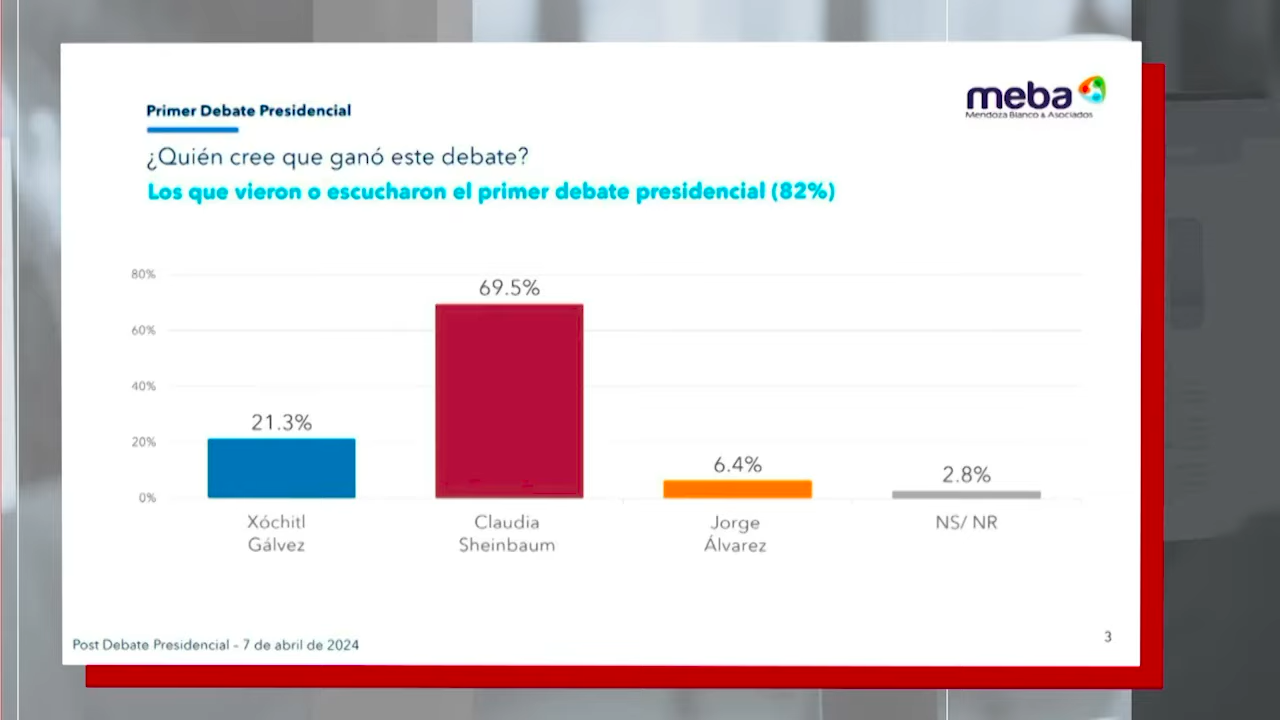 Primer Debate Presidencial
meba
Mendoza Blanco & Asociados
¿Quién cree que ganó este debate?
Los que vieron o escucharon el primer debate presidencial (82%)
80%
60%
40%
20%
0%
21.3%
69.5%
6.4%
2.8%
Xóchitl
Gálvez
Claudia
Sheinbaum
Jorge
Álvarez
NS/ NR
Post Debate Presidencial – 7 de abril de 2024
3